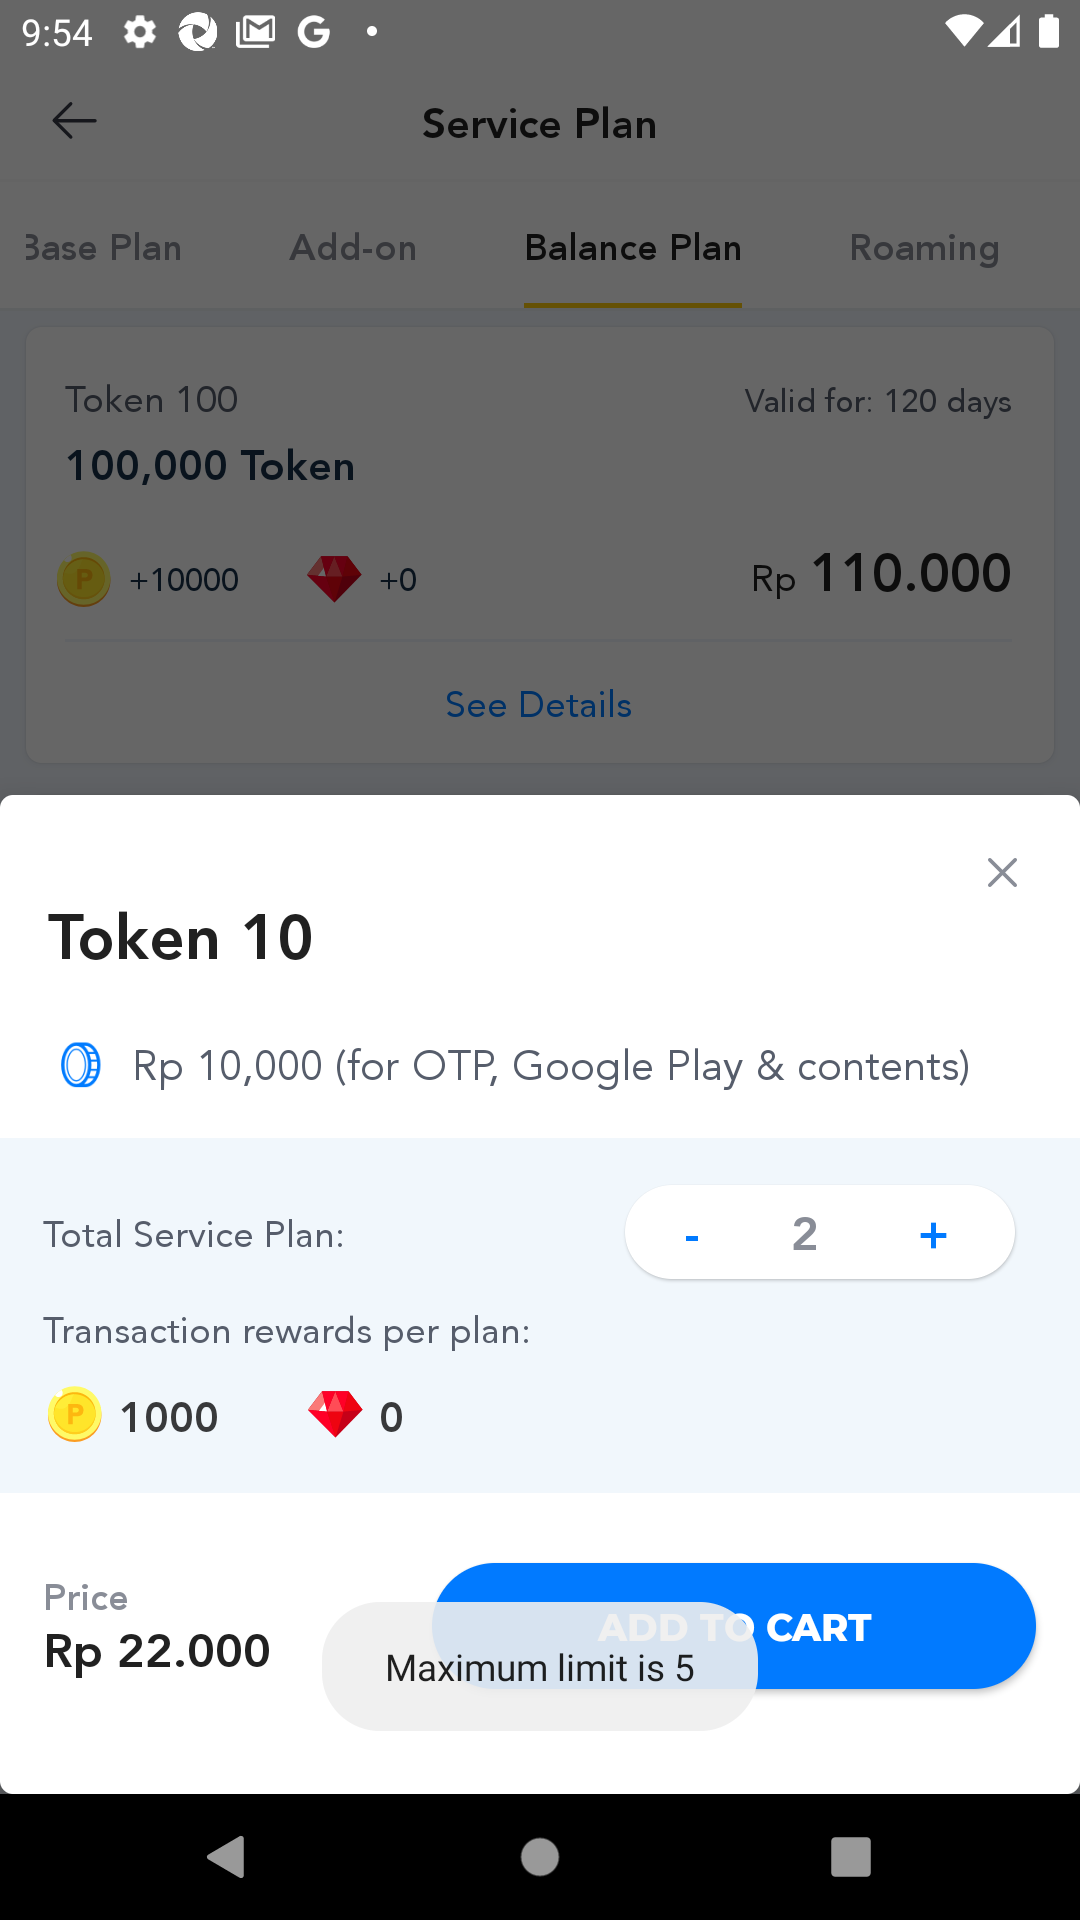 9:54
Service Plan
Base Plan Add-on Balance Plan Roaming
Token 100 Valid for: 120 days
100,000 Token
P +10000 +0 Rp 110.000
See Details
Token 10
Rp 10,000 (for OTP, Google Play & contents)
Total Service Plan: - 2 +
Transaction rewards per plan:
P 1000 0
Price
ADD TO CART
Rp 22.000
Maximum limit is 5